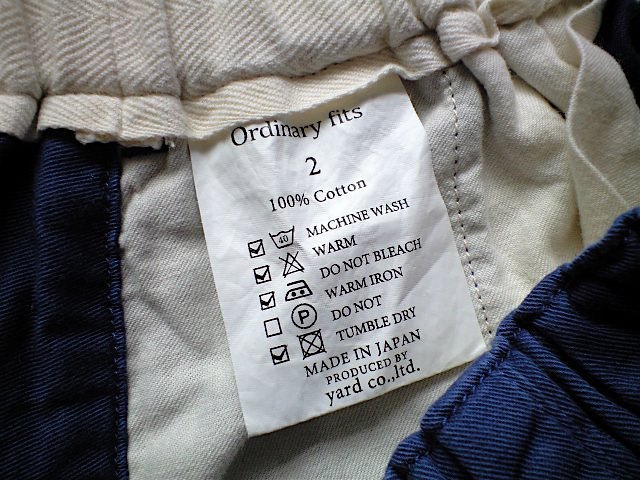 Ordinary fits
2
100% Cotton
40 MACHINE WASH
WARM
DO NOT BLEACH
WARM IRON
P DO NOT
TUMBLE DRY
MADE IN JAPAN
PRODUCED BY
yard co.,ltd.